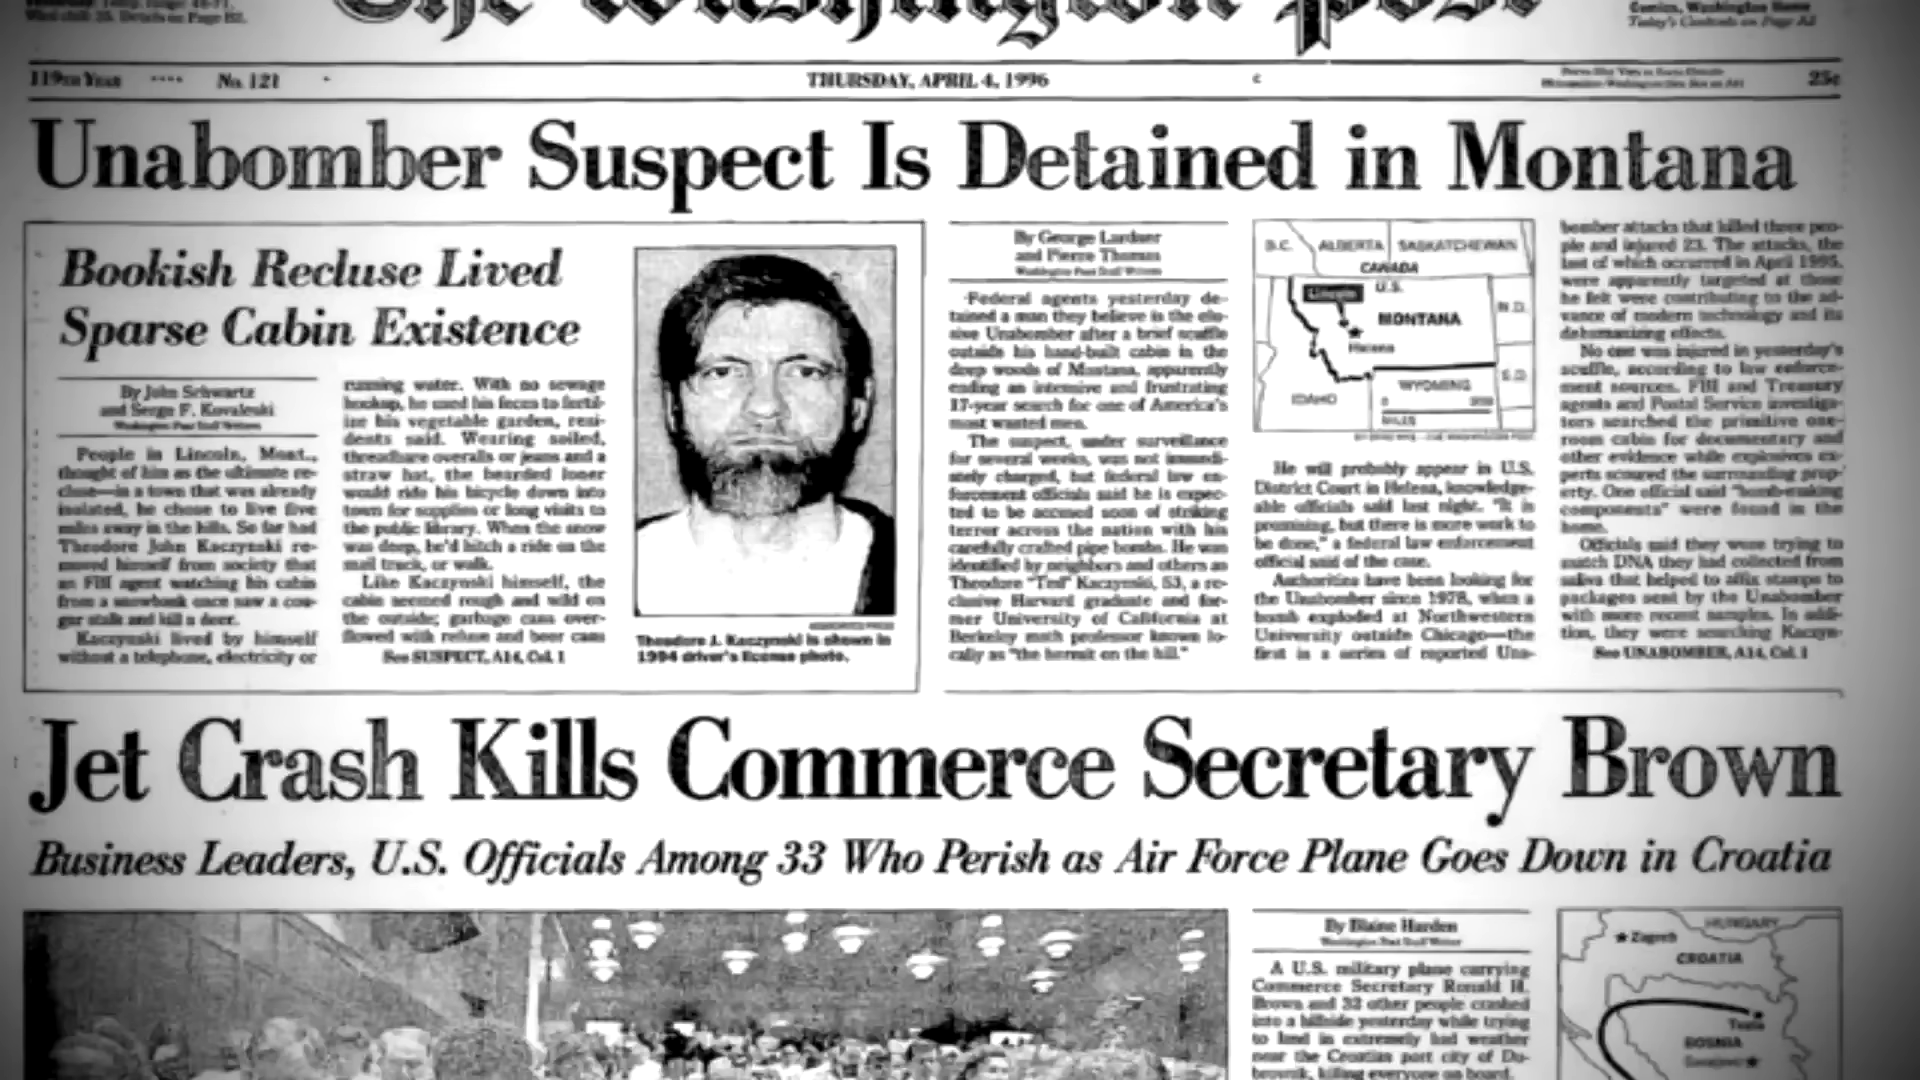 The Washington Post
119TH YEAR
No. 121
THURSDAY, APRIL 4, 1996
25¢
Unabomber Suspect Is Detained in Montana
Bookish Recluse Lived
Sparse Cabin Existence
By John Schwartz
and Serge F. Kovaleski
Washington Post Staff Writers
People in Lincoln, Mont.,
thought of him as the ultimate re-
cluse—in a town that was already
isolated, he chose to live five
miles away in the hills. So far had
Theodore John Kaczynski re-
moved himself from society that
an FBI agent watching his cabin
from a snowbank once saw a cou-
gar stalk and kill a deer.
Kaczynski lived by himself
without a telephone, electricity or
running water. With no sewage
hookup, he used his feces to fertil-
ize his vegetable garden, resi-
dents said. Wearing soiled,
threadbare overalls or jeans and a
straw hat, the bearded loner
would ride his bicycle down into
town for supplies or long visits to
the public library. When the snow
was deep, he'd hitch a ride on the
mail truck, or walk.
Like Kaczynski himself, the
cabin seemed rough and wild on
the outside; garbage cans over-
flowed with refuse and beer cans
See SUSPECT, A14, Col. 1
Theodore J. Kaczynski is shown in
1994 driver's license photo.
By George Lardner
and Pierre Thomas
Washington Post Staff Writers
Federal agents yesterday de-
tained a man they believe is the elu-
sive Unabomber after a brief scuffle
outside his hand-built cabin in the
deep woods of Montana, apparently
ending an intensive and frustrating
17-year search for one of America's
most wanted men.
The suspect, under surveillance
for several weeks, was not immedi-
ately charged, but federal law en-
forcement officials said he is expec-
ted to be accused soon of striking
terror across the nation with his
carefully crafted pipe bombs. He was
identified by neighbors and others as
Theodore "Ted" Kaczynski, 53, a re-
clusive Harvard graduate and for-
mer University of California at
Berkeley math professor known lo-
cally as "the hermit on the hill."
B.C.
ALBERTA
SASKATCHEWAN
CANADA
U.S.
Lincoln
MONTANA
N.D.
Helena
S.D.
WYOMING
IDAHO
0
MILES
He will probably appear in U.S.
District Court in Helena, knowledge-
able officials said last night. "It is
promising, but there is more work to
be done," a federal law enforcement
official said of the case.
Authorities have been looking for
the Unabomber since 1978, when a
bomb exploded at Northwestern
University outside Chicago—the
first in a series of reported Una-
bomber attacks that killed three peo-
ple and injured 23. The attacks, the
last of which occurred in April 1995,
were apparently targeted at those
he felt were contributing to the ad-
vance of modern technology and its
dehumanizing effects.
No one was injured in yesterday's
scuffle, according to law enforce-
ment sources. FBI and Treasury
agents and Postal Service investiga-
tors searched the primitive one-
room cabin for documentary and
other evidence while explosives ex-
perts scoured the surrounding prop-
erty. One official said "bomb-making
components" were found in the
home.
Officials said they were trying to
match DNA they had collected from
saliva that helped to affix stamps to
packages sent by the Unabomber
with more recent samples. In addi-
tion, they were searching Kaczyn-
See UNABOMBER, A14, Col. 1
Jet Crash Kills Commerce Secretary Brown
Business Leaders, U.S. Officials Among 33 Who Perish as Air Force Plane Goes Down in Croatia
By Blaine Harden
Washington Post Staff Writer
A U.S. military plane carrying
Commerce Secretary Ronald H.
Brown and 32 other people crashed
into a hillside yesterday while trying
to land in extremely bad weather
near the Croatian port city of Du-
brovnik, killing everyone on board.
HUNGARY
Zagreb
CROATIA
Tuzla
BOSNIA
Sarajevo